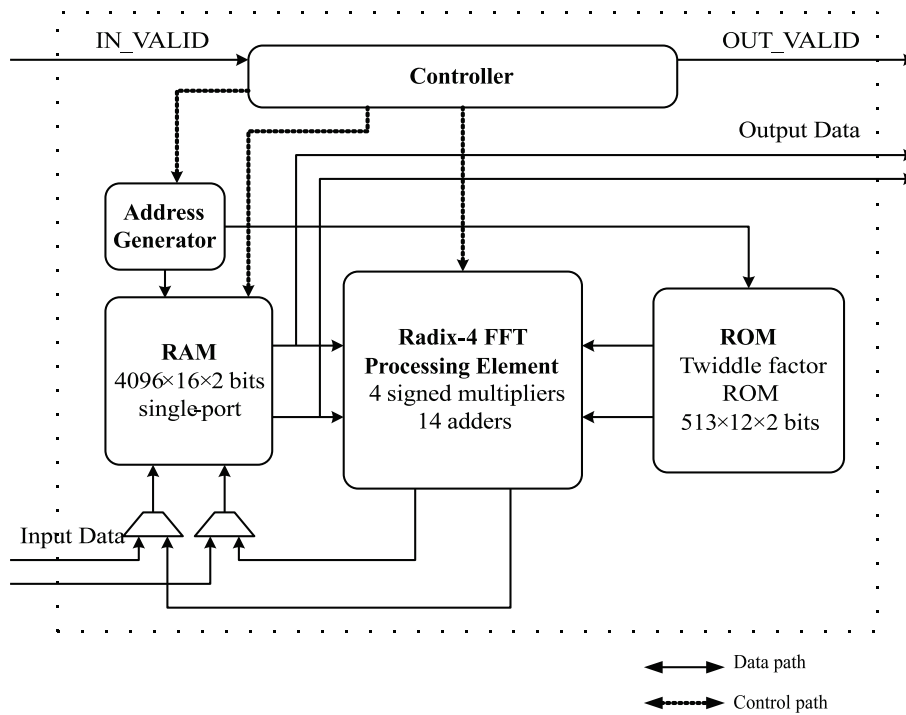 IN_VALID
OUT_VALID
Controller
Output Data
Address
Generator
RAM
4096×16×2 bits
single-port
Radix-4 FFT
Processing Element
4 signed multipliers
14 adders
ROM
Twiddle factor
ROM
513×12×2 bits
Input Data
Data path
Control path